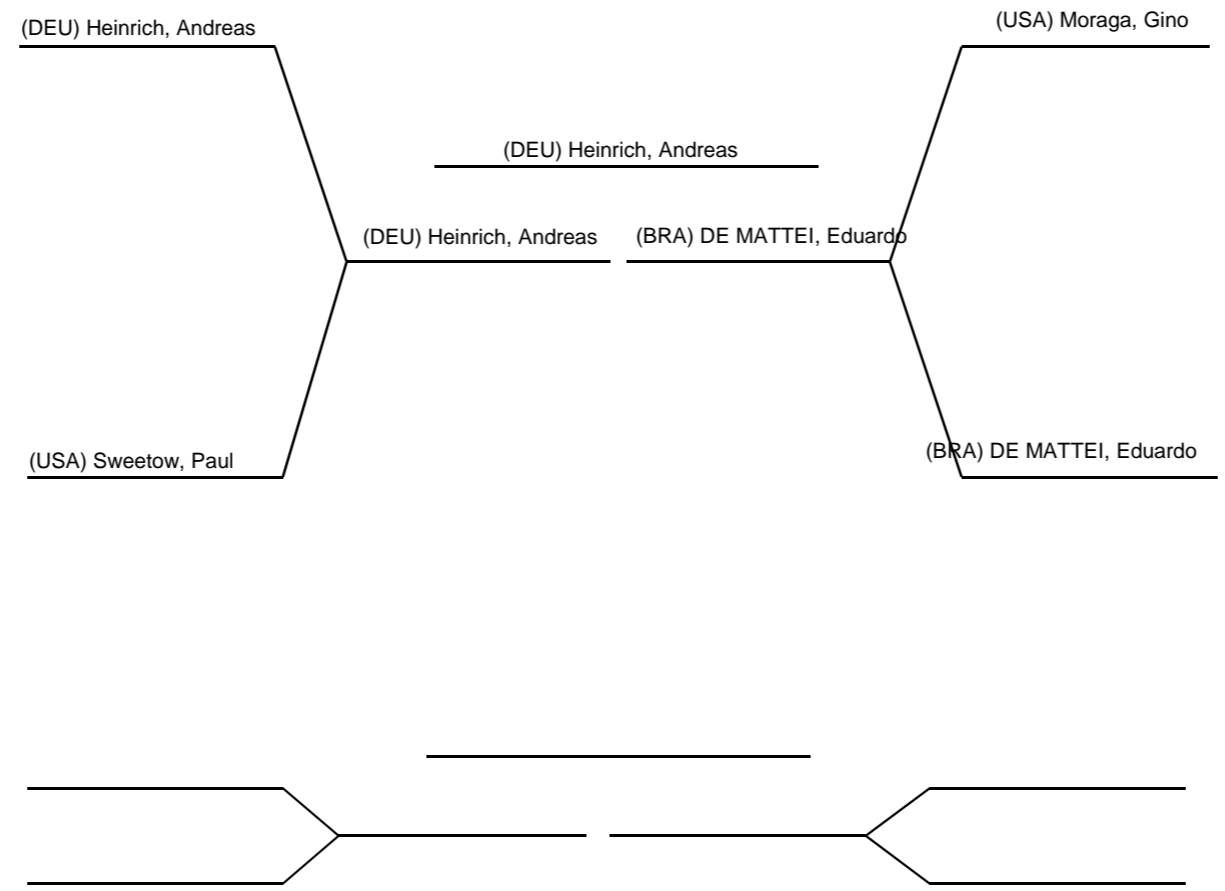 (DEU) Heinrich, Andreas
(USA) Moraga, Gino
(DEU) Heinrich, Andreas
(DEU) Heinrich, Andreas
(BRA) DE MATTEI, Eduardo
(USA) Sweetow, Paul
(BRA) DE MATTEI, Eduardo